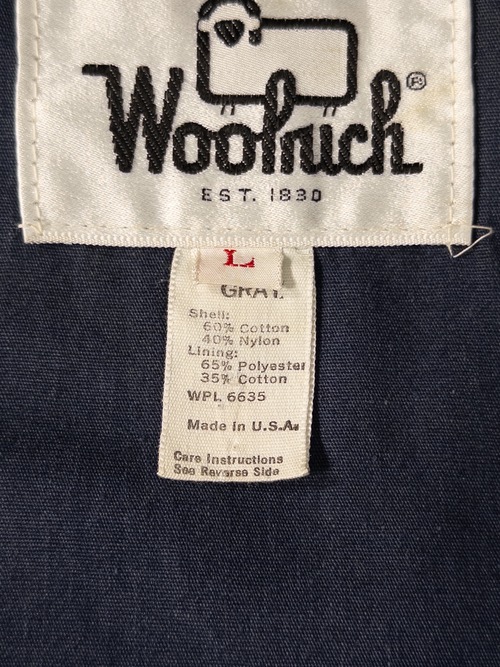 Woolrich®
EST. 1830
L
GRAY.
Shell:
60% Cotton
40% Nylon
Lining:
65% Polyester
35% Cotton
WPL 6635
Made in U.S.A.
Care Instructions
See Reverse Side